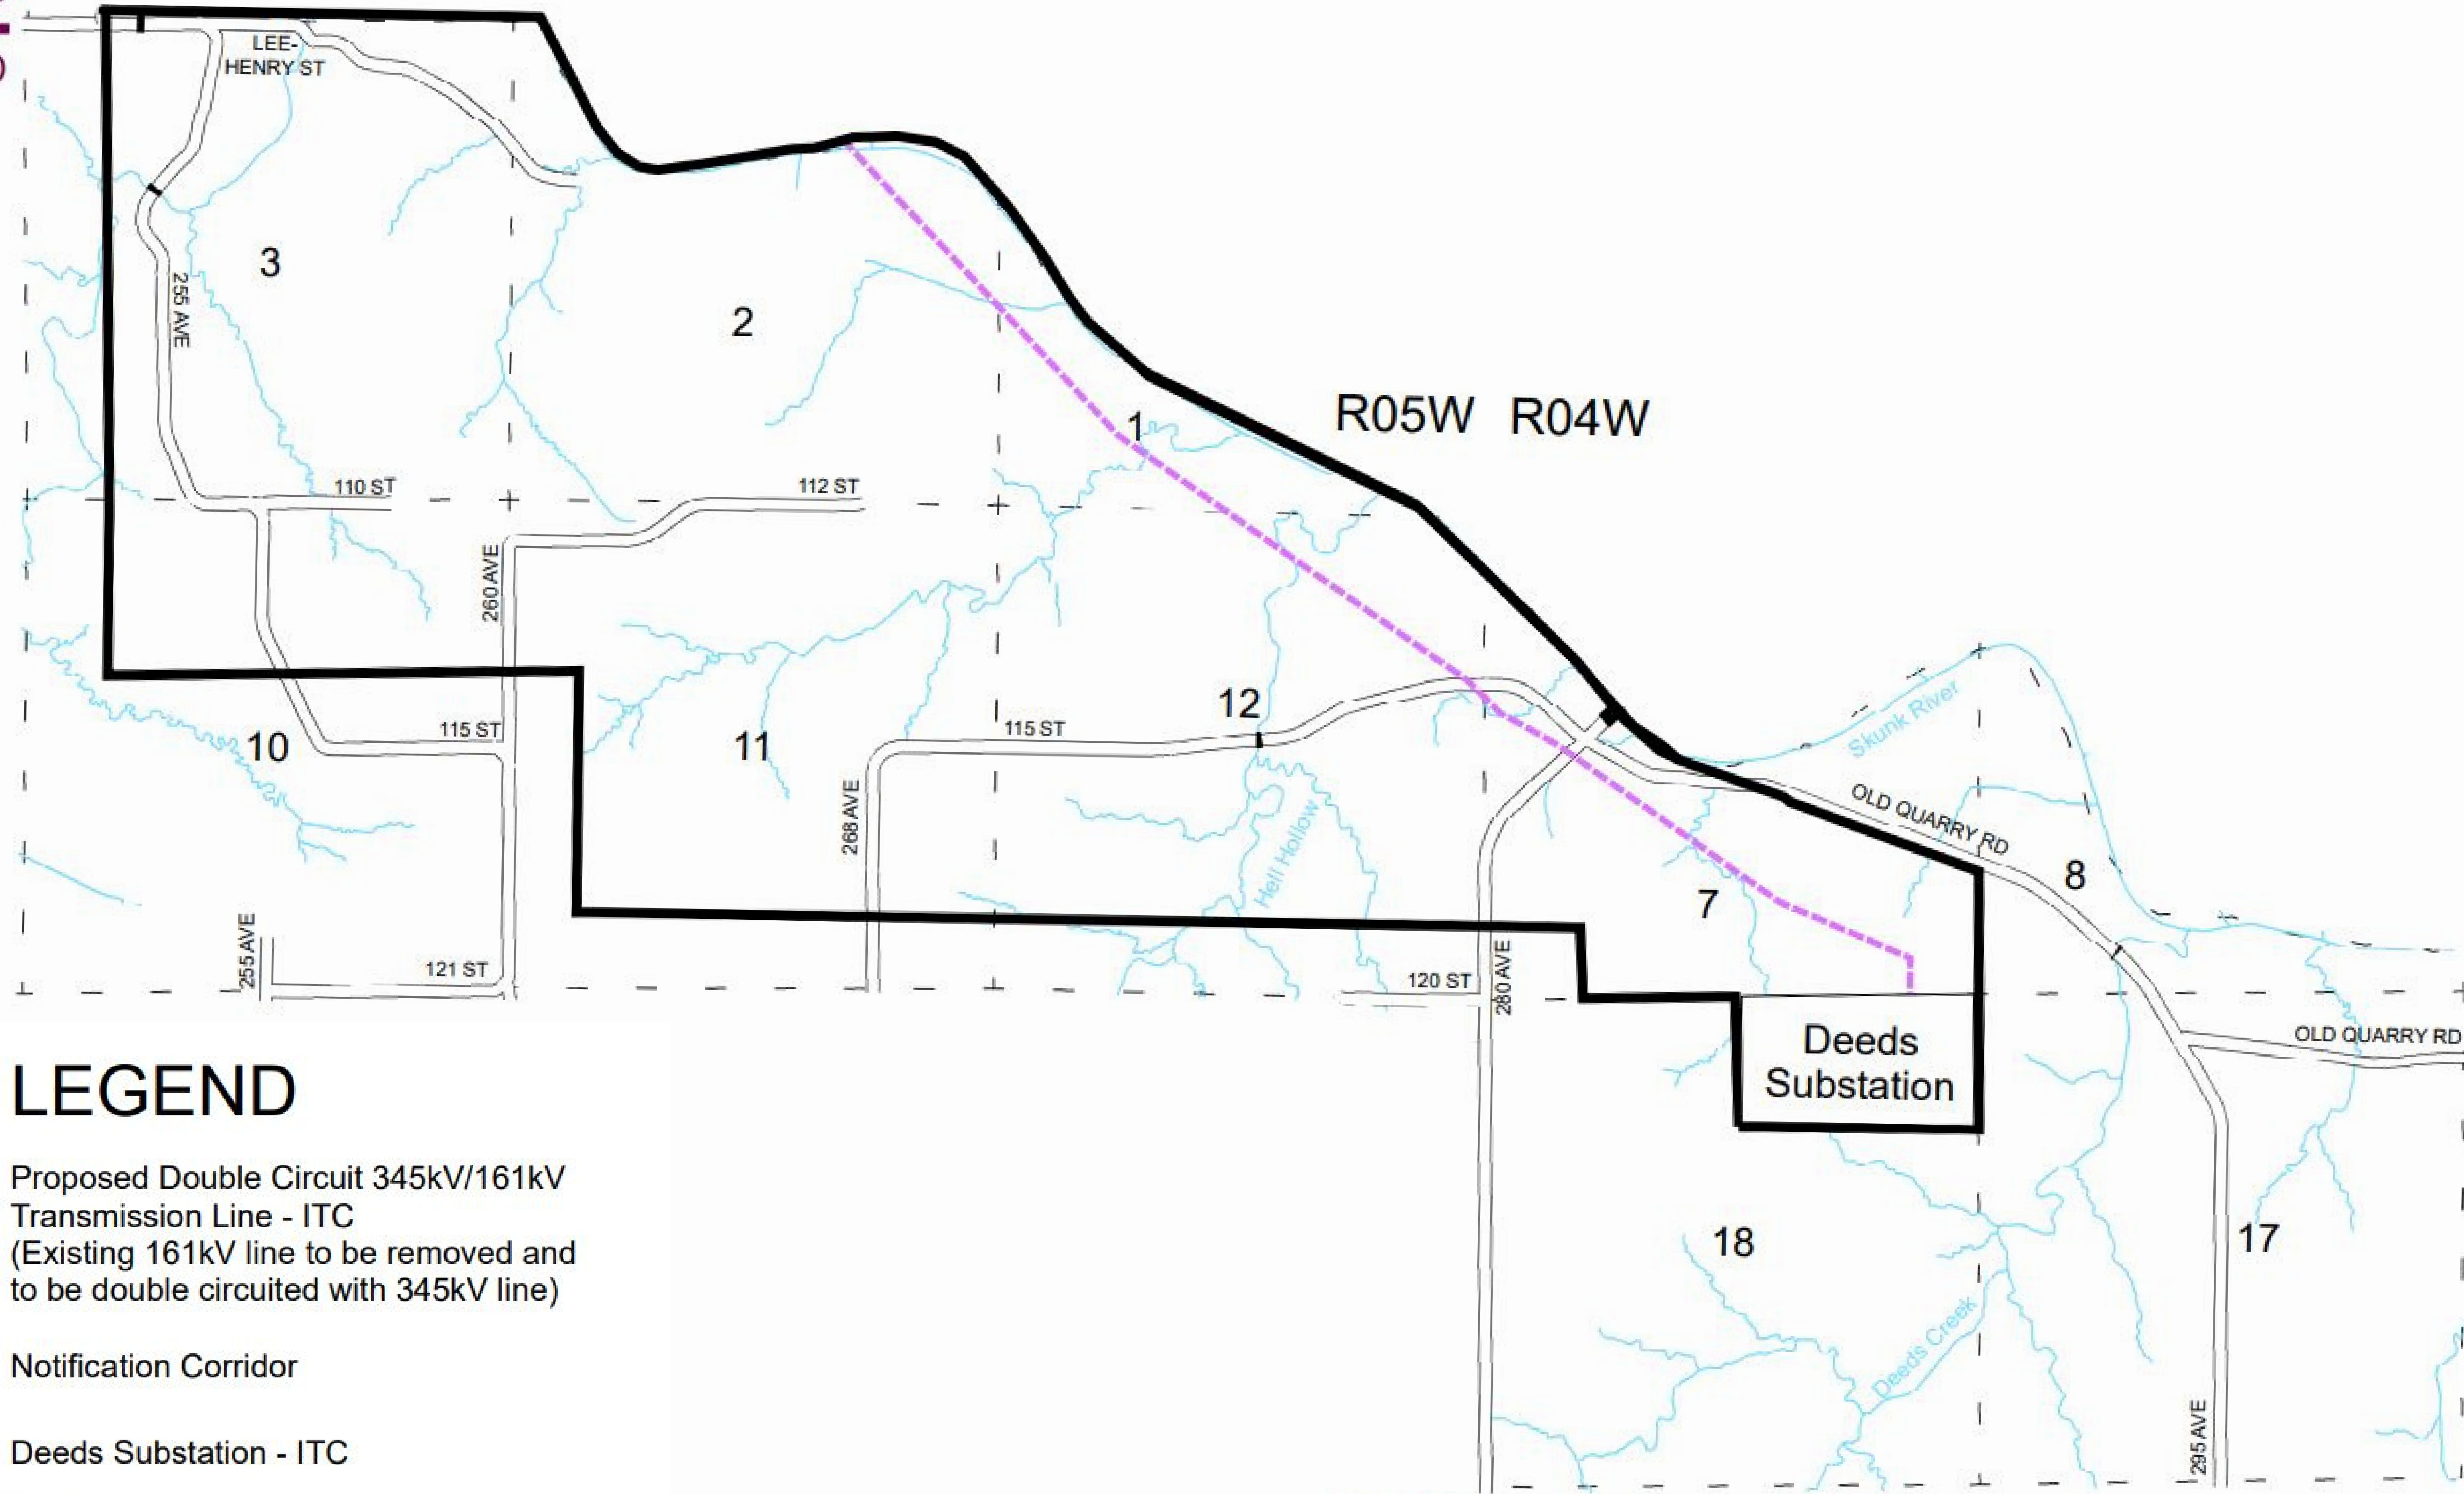 LEE-
HENRY ST
3
255 AVE
2
1
R05W R04W
110 ST
112 ST
260 AVE
12
115 ST
115 ST
10
11
Skunk River
268 AVE
OLD QUARRY RD
Hell Hollow
8
7
255 AVE
121 ST
120 ST
280 AVE
Deeds
Substation
OLD QUARRY RD
LEGEND
Proposed Double Circuit 345kV/161kV
Transmission Line - ITC
(Existing 161kV line to be removed and
to be double circuited with 345kV line)
Notification Corridor
Deeds Substation - ITC
18
17
Deeds Creek
295 AVE